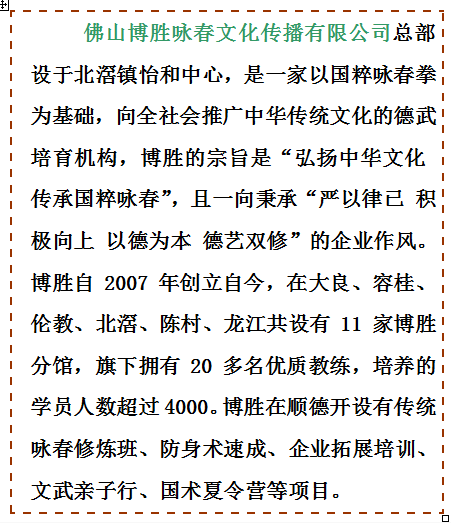 佛山博胜咏春文化传播有限公司总部
设于北滘镇怡和中心，是一家以国粹咏春拳
为基础，向全社会推广中华传统文化的德武
培育机构，博胜的宗旨是“弘扬中华文化
传承国粹咏春”，且一向秉承“严以律己 积
极向上 以德为本 德艺双修”的企业作风。
博胜自 2007 年创立自今，在大良、容桂、
伦教、北滘、陈村、龙江共设有 11 家博胜
分馆，旗下拥有 20 多名优质教练，培养的
学员人数超过 4000。博胜在顺德开设有传统
咏春修炼班、防身术速成、企业拓展培训、
文武亲子行、国术夏令营等项目。